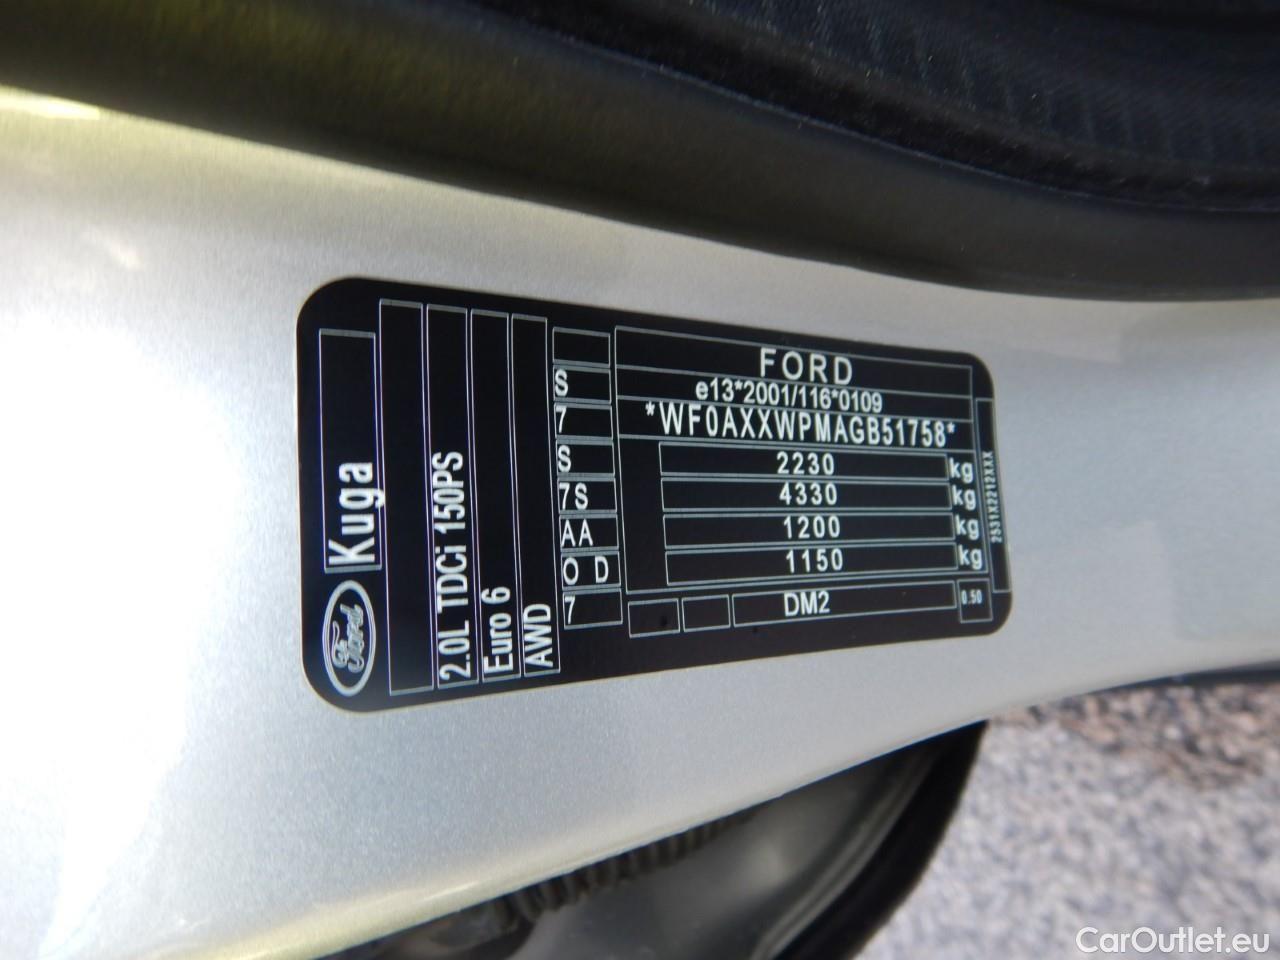 Ford
Kuga
2.0L TDCi 150PS
Euro 6
AWD
S
7
S
7S
AA
O D
7
FORD
e13*2001/116*0109
*WF0AXXWPMAGB51758*
2230 kg
4330 kg
1200 kg
1150 kg
DM2
0.50
2531X2212XXX
CarOutlet.eu